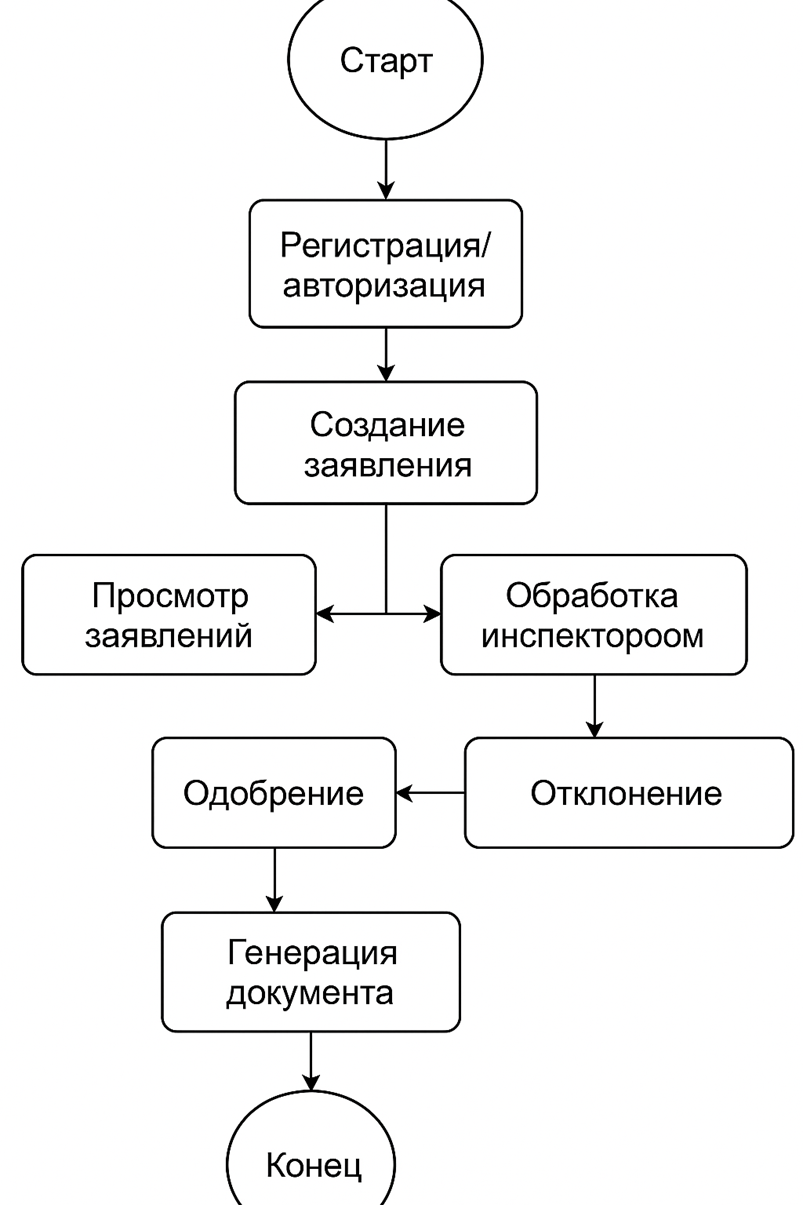 Старт
Регистрация/
авторизация
Создание
заявления
Просмотр
заявлений
Обработка
инспектороом
Одобрение
Отклонение
Генерация
документа
Конец